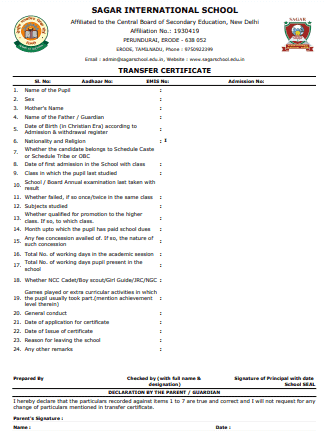 SAGAR INTERNATIONAL SCHOOL
Affiliated to the Central Board of Secondary Education, New Delhi
Affiliation No.: 1930419
PERUNDURAI, ERODE - 638 052
ERODE, TAMILNADU, Phone : 9750922399
Email : admin@sagarschool.edu.in, Website : www.sagarschool.edu.in
TRANSFER CERTIFICATE
Sl. No: Aadhaar No: EMIS No: Admission No:
1. Name of the Pupil :
2. Sex :
3. Mother's Name :
4. Name of the Father / Guardian :
5. Date of Birth (in Christian Era) according to
Admission & withdrawal register :
6. Nationality and Religion :
7. Whether the candidate belongs to Schedule Caste
or Schedule Tribe or OBC :
8. Date of first admission in the School with class :
9. Class in which the pupil last studied :
10. School / Board Annual examination last taken with
result :
11. Whether failed, if so once/twice in the same class :
12. Subjects studied :
13. Whether qualified for promotion to the higher
class. If so, to which class. :
14. Month upto which the pupil has paid school dues :
15. Any fee concession availed of. If so, the nature of
such concession :
16. Total No. of working days in the academic session :
17. Total No. of working days pupil present in the
school :
18. Whether NCC Cadet/Boy scout/Girl Guide/JRC/NGC :
19. Games played or extra curricular activities in which
the pupil usually took part.(mention achievement
level therein) :
20. General conduct :
21. Date of application for certificate :
22. Date of Issue of certificate :
23. Reason for leaving the school :
24. Any other remarks :
Prepared By Checked by (with full name &
designation) Signature of Principal with date
School SEAL
DECLARATION BY THE PARENT / GUARDIAN
I hereby declare that the particulars recorded against items 1 to 7 are true and correct and I will not request for any
change of particulars mentioned in transfer certificate.
Parent's Signature :
Name : Date :